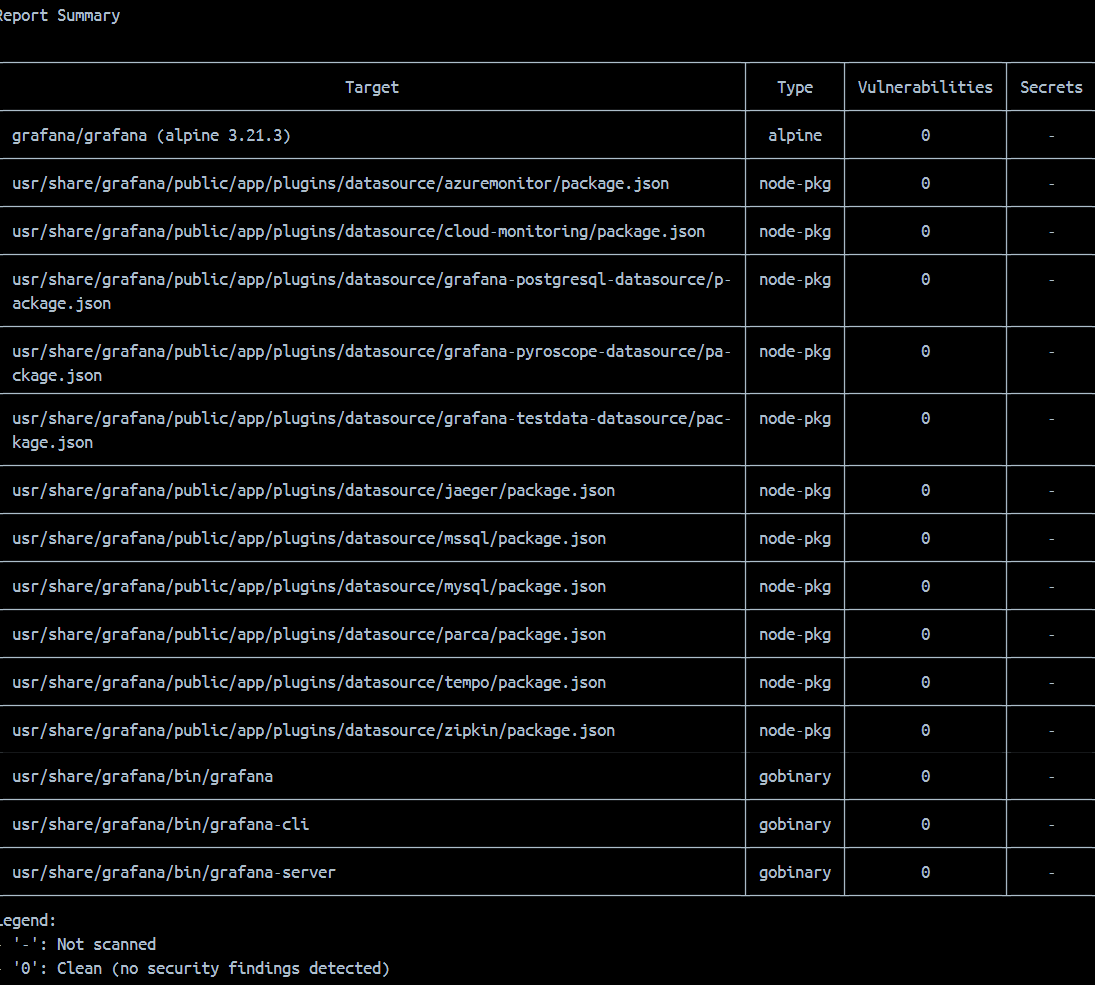 Report Summary
Target Type Vulnerabilities Secrets
grafana/grafana (alpine 3.21.3) alpine 0 -
usr/share/grafana/public/app/plugins/datasource/azuremonitor/package.json node-pkg 0 -
usr/share/grafana/public/app/plugins/datasource/cloud-monitoring/package.json node-pkg 0 -
usr/share/grafana/public/app/plugins/datasource/grafana-postgresql-datasource/p- node-pkg 0 -
ackage.json
usr/share/grafana/public/app/plugins/datasource/grafana-pyroscope-datasource/pa- node-pkg 0 -
ckage.json
usr/share/grafana/public/app/plugins/datasource/grafana-testdata-datasource/pac- node-pkg 0 -
kage.json
usr/share/grafana/public/app/plugins/datasource/jaeger/package.json node-pkg 0 -
usr/share/grafana/public/app/plugins/datasource/mssql/package.json node-pkg 0 -
usr/share/grafana/public/app/plugins/datasource/mysql/package.json node-pkg 0 -
usr/share/grafana/public/app/plugins/datasource/parca/package.json node-pkg 0 -
usr/share/grafana/public/app/plugins/datasource/tempo/package.json node-pkg 0 -
usr/share/grafana/public/app/plugins/datasource/zipkin/package.json node-pkg 0 -
usr/share/grafana/bin/grafana gobinary 0 -
usr/share/grafana/bin/grafana-cli gobinary 0 -
usr/share/grafana/bin/grafana-server gobinary 0 -
Legend:
- '-': Not scanned
- '0': Clean (no security findings detected)